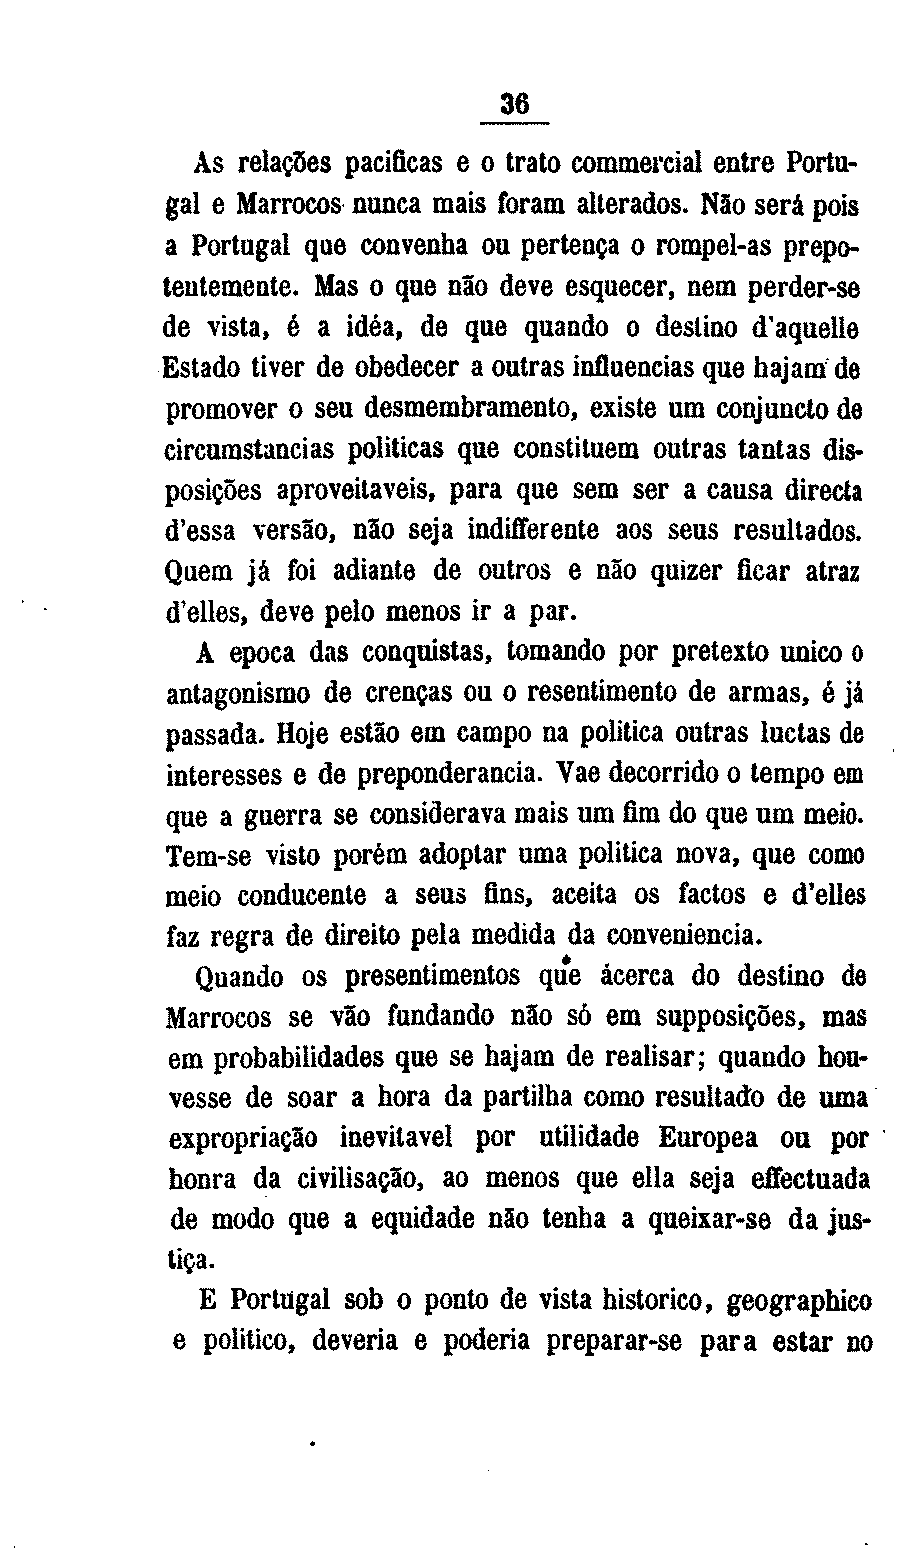 36
As relações pacificas e o trato commercial entre Portu-
gal e Marrocos nunca mais foram alterados. Não será pois
a Portugal que convenha ou pertença o rompel-as prepo-
tentemente. Mas o que não deve esquecer, nem perder-se
de vista, é a idéa, de que quando o destino d'aquelle
Estado tiver de obedecer a outras influencias que hajam de
promover o seu desmembramento, existe um conjuncto de
circumstancias politicas que constituem outras tantas dis-
posições aproveitaveis, para que sem ser a causa directa
d'essa versão, não seja indifferente aos seus resultados.
Quem já foi adiante de outros e não quizer ficar atraz
d'elles, deve pelo menos ir a par.
A epoca das conquistas, tomando por pretexto unico o
antagonismo de crenças ou o resentimento de armas, é já
passada. Hoje estão em campo na politica outras luctas de
interesses e de preponderancia. Vae decorrido o tempo em
que a guerra se considerava mais um fim do que um meio.
Tem-se visto porém adoptar uma politica nova, que como
meio conducente a seus fins, aceita os factos e d'elles
faz regra de direito pela medida da conveniencia.
Quando os presentimentos que ácerca do destino de
Marrocos se vão fundando não só em supposições, mas
em probabilidades que se hajam de realisar; quando hou-
vesse de soar a hora da partilha como resultado de uma
expropriação inevitavel por utilidade Europea ou por
honra da civilisação, ao menos que ella seja effectuada
de modo que a equidade não tenha a queixar-se da jus-
tiça.
E Portugal sob o ponto de vista historico, geographico
e politico, deveria e poderia preparar-se para estar no